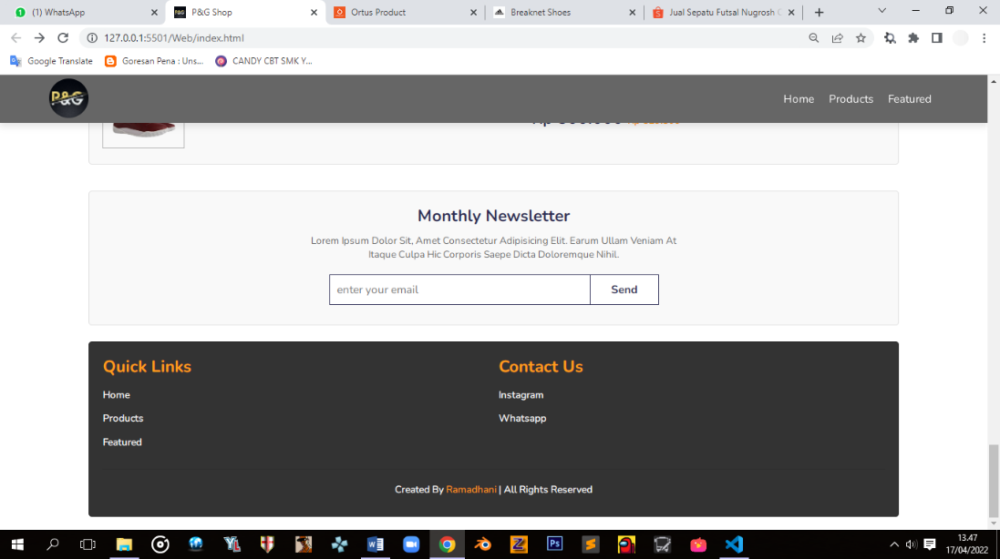 (1) WhatsApp
P&G Shop
Ortus Product
Breaknet Shoes
Jual Sepatu Futsal Nugrosh
127.0.0.1:5501/Web/index.html
Google Translate
Goresan Pena : Uns...
CANDY CBT SMK Y...
P&G
Home Products Featured
Monthly Newsletter
Lorem Ipsum Dolor Sit, Amet Consectetur Adipisicing Elit. Earum Ullam Veniam At
Itaque Culpa Hic Corporis Saepe Dicta Doloremque Nihil.
enter your email
Send
Quick Links
Home
Products
Featured
Contact Us
Instagram
Whatsapp
Created By Ramadhani | All Rights Reserved
13.47
17/04/2022